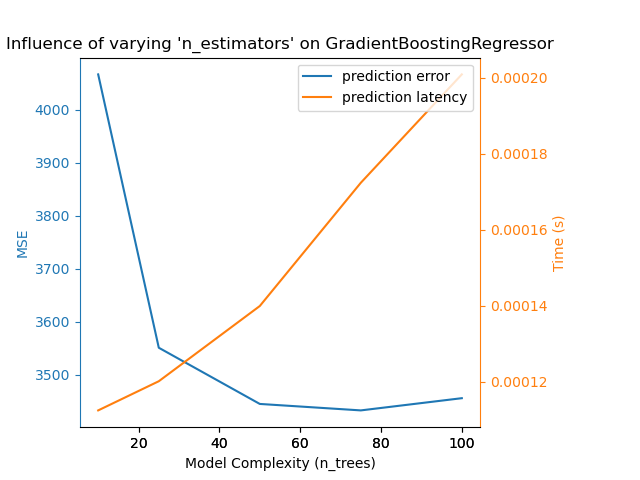 Influence of varying 'n_estimators' on GradientBoostingRegressor
prediction error
prediction latency
MSE
4000
3900
3800
3700
3600
3500
0.00020
0.00018
0.00016
0.00014
0.00012
Time (s)
20 40 60 80 100
Model Complexity (n_trees)